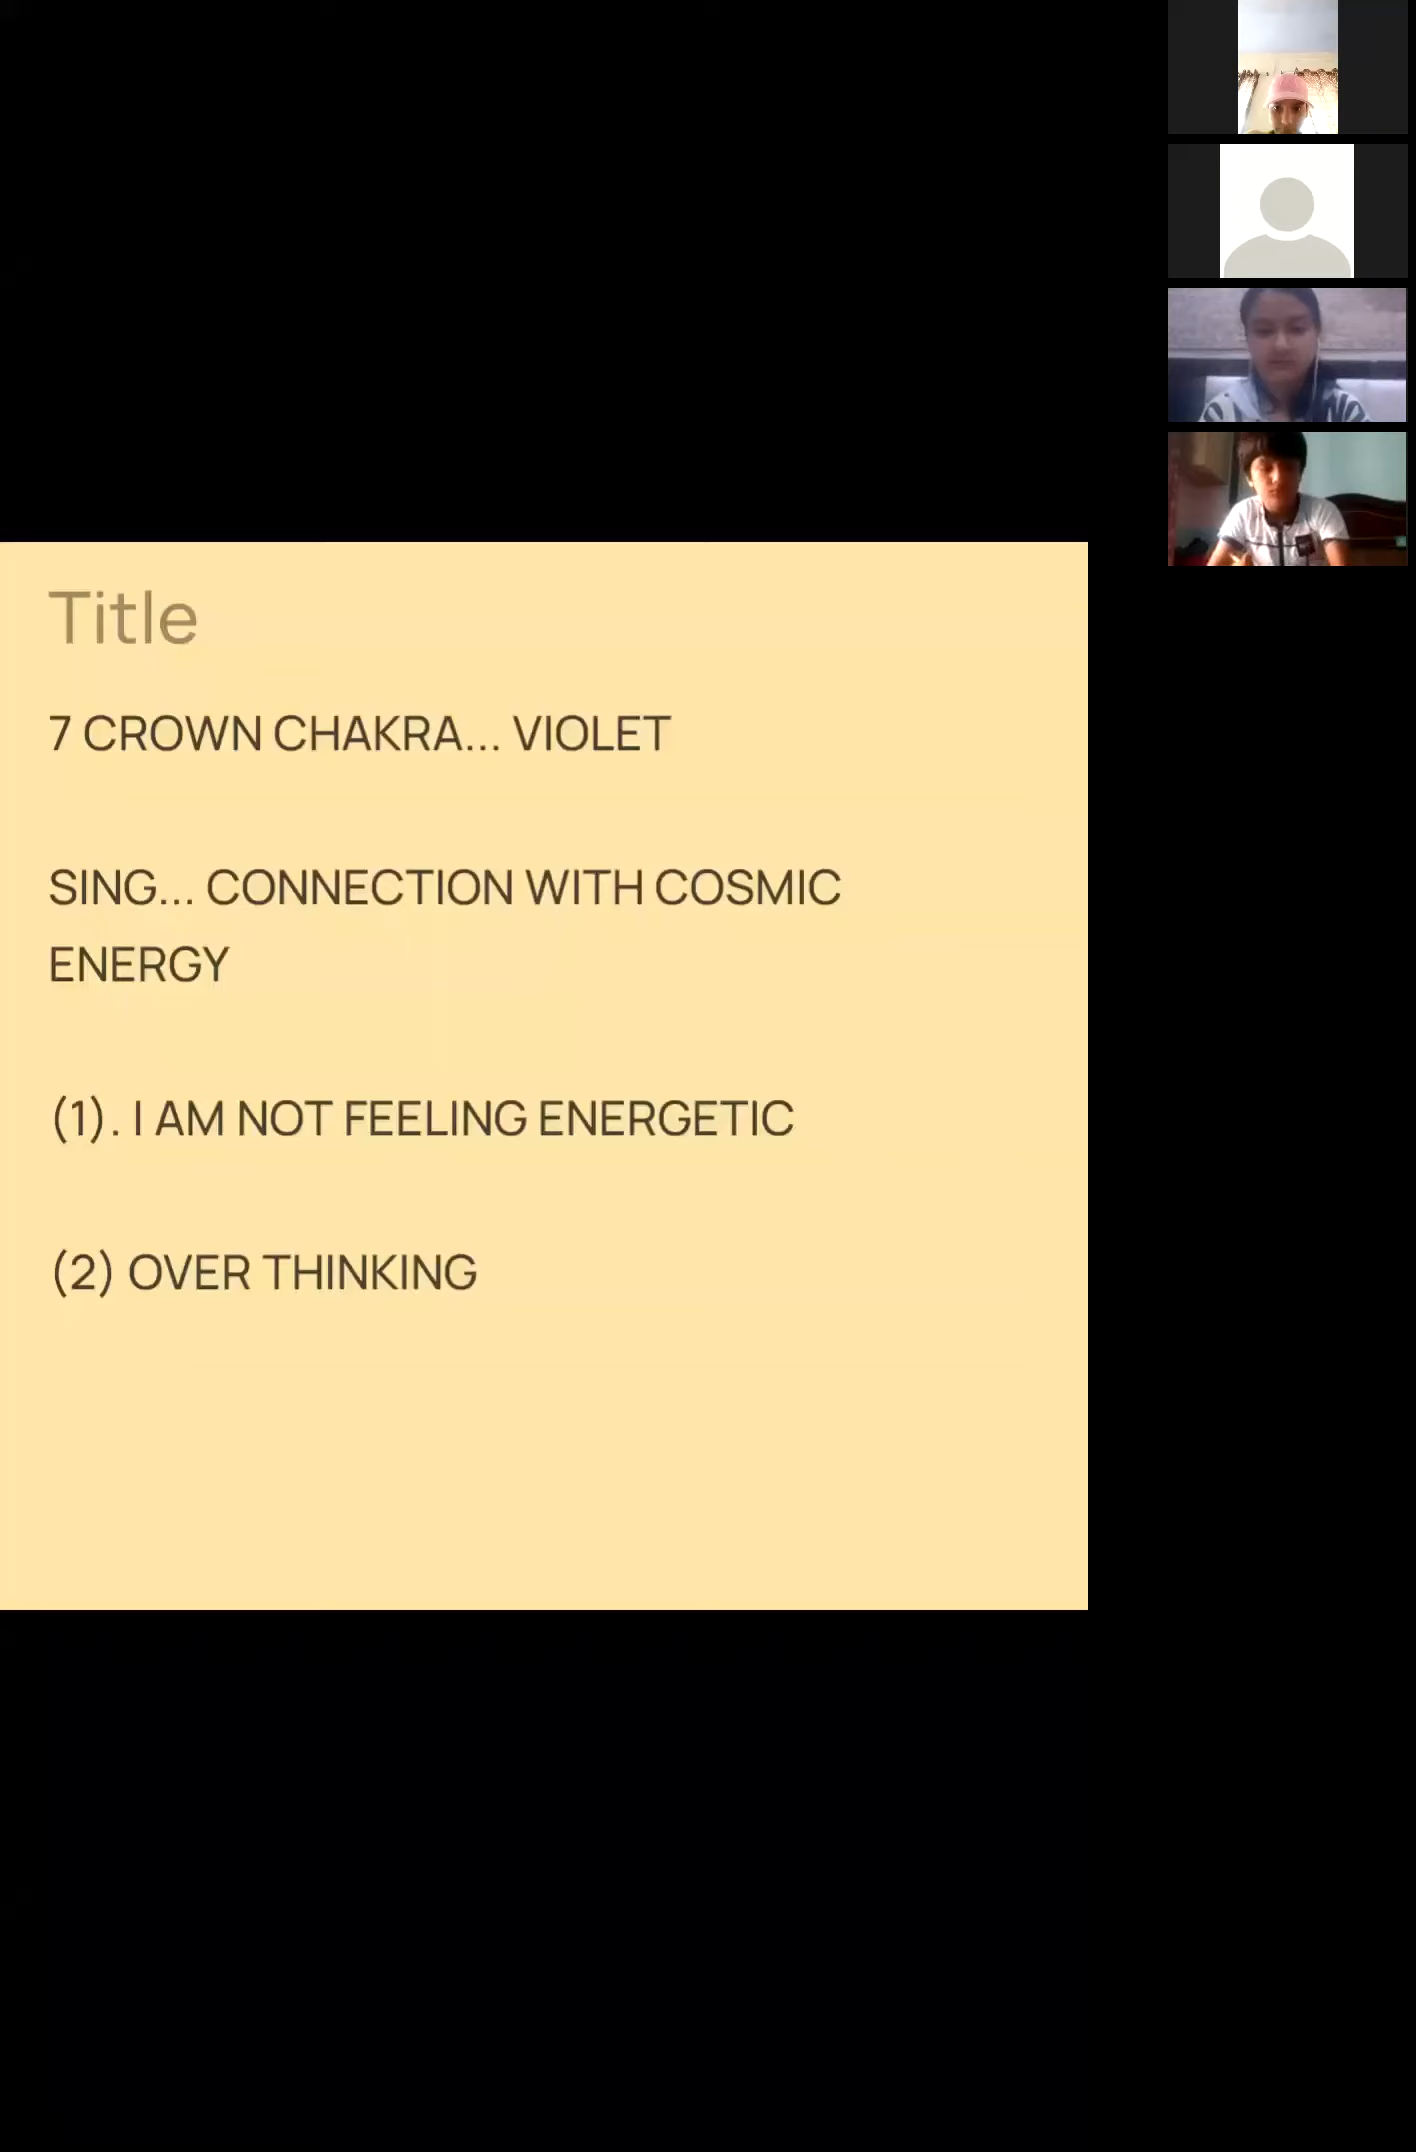 Title
7 CROWN CHAKRA... VIOLET
SING... CONNECTION WITH COSMIC
ENERGY
(1). I AM NOT FEELING ENERGETIC
(2) OVER THINKING